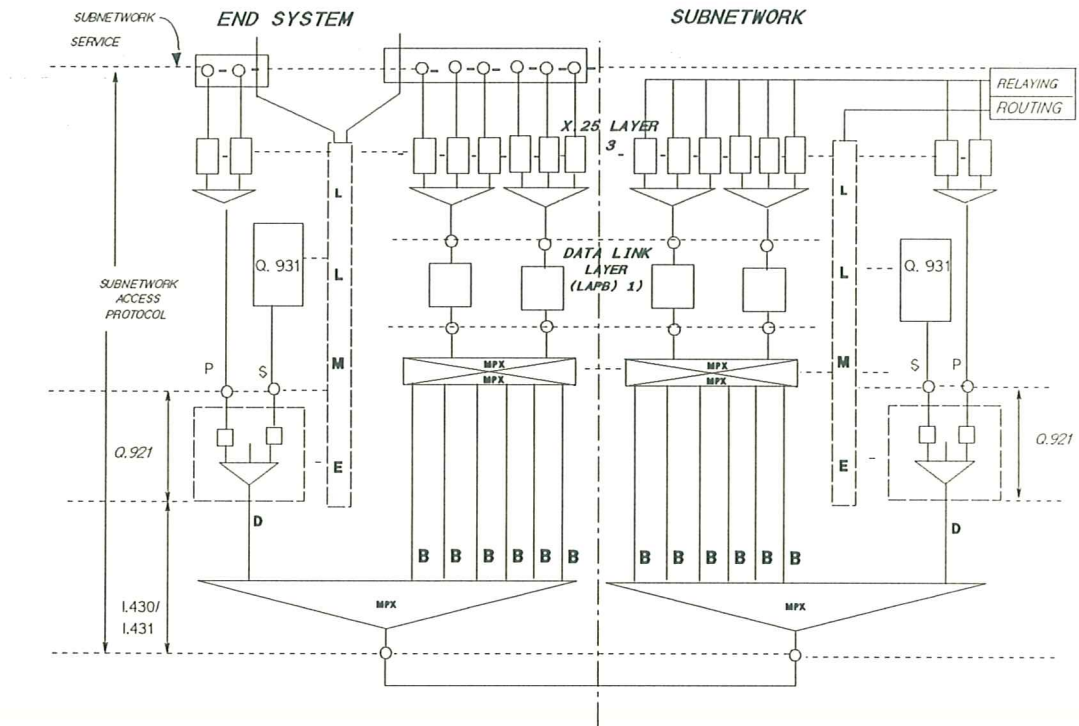 SUBNETWORK
SERVICE
END SYSTEM
SUBNETWORK
RELAYING
ROUTING
X.25 LAYER
3
L
L
M
E
L
L
M
E
Q. 931
Q. 931
DATA LINK
LAYER
(LAPB) 1)
SUBNETWORK
ACCESS
PROTOCOL
MPX
MPX
MPX
MPX
P
S
S
P
Q.921
Q.921
D
D
B B B B B B
B B B B B B
MPX
MPX
I.430/
I.431